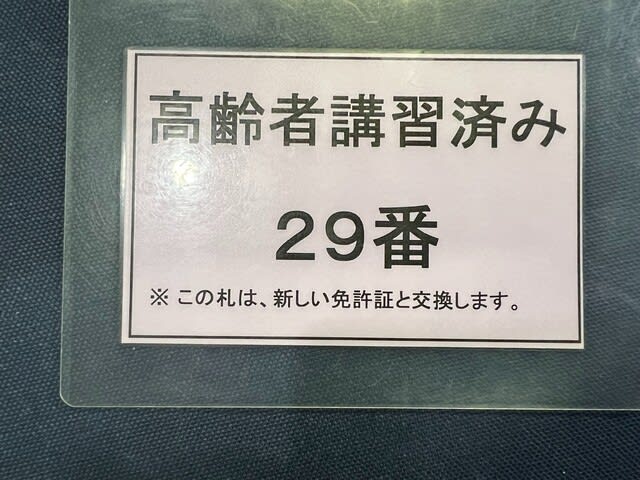 高齢者講習済み
29番
※ この札は、新しい免許証と交換します。